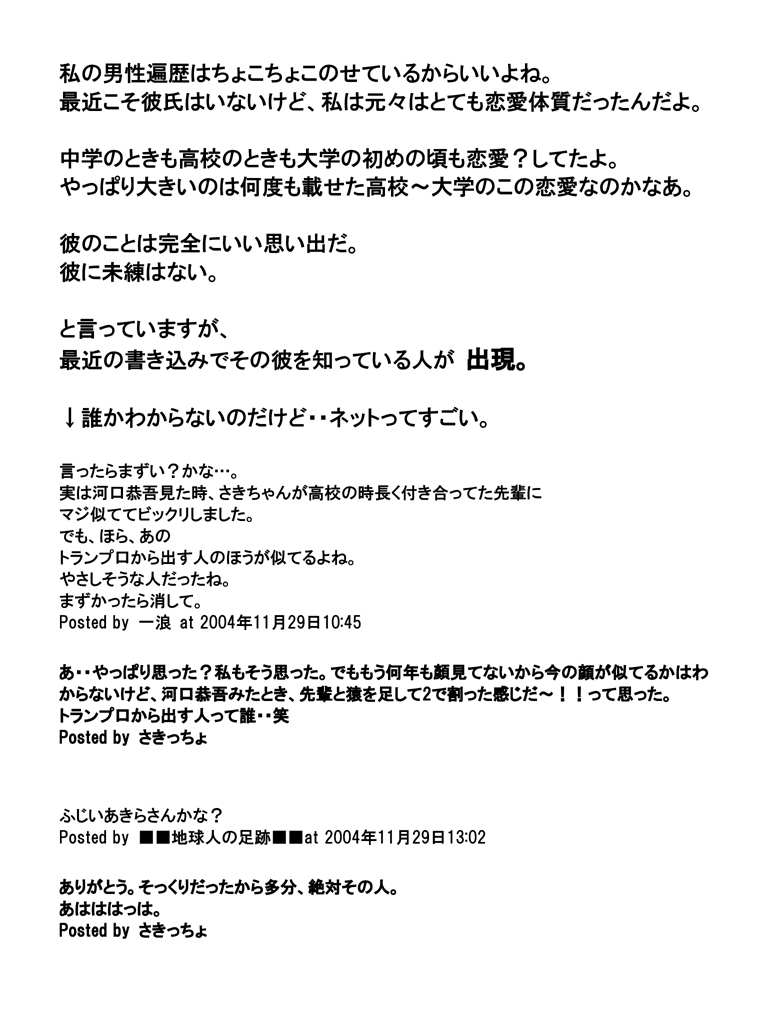 私の男性遍歴はちょこちょこのせているからいいよね。
最近こそ彼氏はいないけど、私は元々はとても恋愛体質だったんだよ。
中学のときも高校のときも大学の初めの頃も恋愛？してたよ。
やっぱり大きいのは何度も載せた高校～大学のこの恋愛なのかなあ。
彼のことは完全にいい思い出だ。
彼に未練はない。
と言っていますが、
最近の書き込みでその彼を知っている人が 出現。
↓誰かわからないのだけど・・ネットってすごい。
言ったらまずい？かな…。
実は河口恭吾見た時、さきちゃんが高校の時長く付き合ってた先輩に
マジ似ててビックリしました。
でも、ほら、あの
トランプ口から出す人のほうが似てるよね。
やさしそうな人だったね。
まずかったら消して。
Posted by 一浪 at 2004年11月29日10:45
あ・・やっぱり思った？私もそう思った。でももう何年も顔見てないから今の顔が似てるかはわ
からないけど、河口恭吾みたとき、先輩と猿を足して2で割った感じだ～！！って思った。
トランプ口から出す人って誰・・笑
Posted by さきっちょ
ふじいあきらさんかな？
Posted by ■■地球人の足跡■■at 2004年11月29日13:02
ありがとう。そっくりだったから多分、絶対その人。
あはははっは。
Posted by さきっちょ